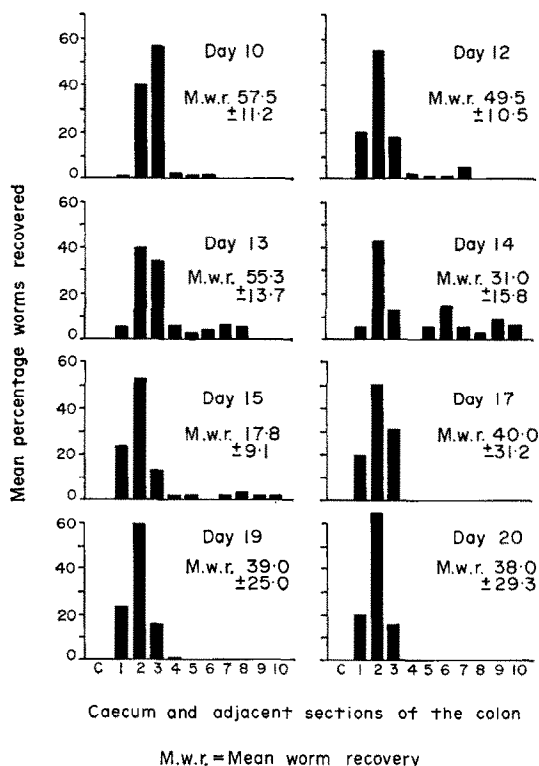 60
40
20
0
Day 10
M.w.r. 57·5
±11·2
Day 12
M.w.r. 49·5
±10·5
60
40
20
0
Day 13
M.w.r. 55·3
±13·7
Day 14
M.w.r. 31·0
±15·8
60
40
20
0
Day 15
M.w.r. 17·8
±9·1
Day 17
M.w.r. 40·0
±31·2
60
40
20
0
Day 19
M.w.r. 39·0
±25·0
Day 20
M.w.r. 38·0
±29·3
C 1 2 3 4 5 6 7 8 9 10
C 1 2 3 4 5 6 7 8 9 10
Mean percentage worms recovered
Caecum and adjacent sections of the colon
M.w.r. = Mean worm recovery